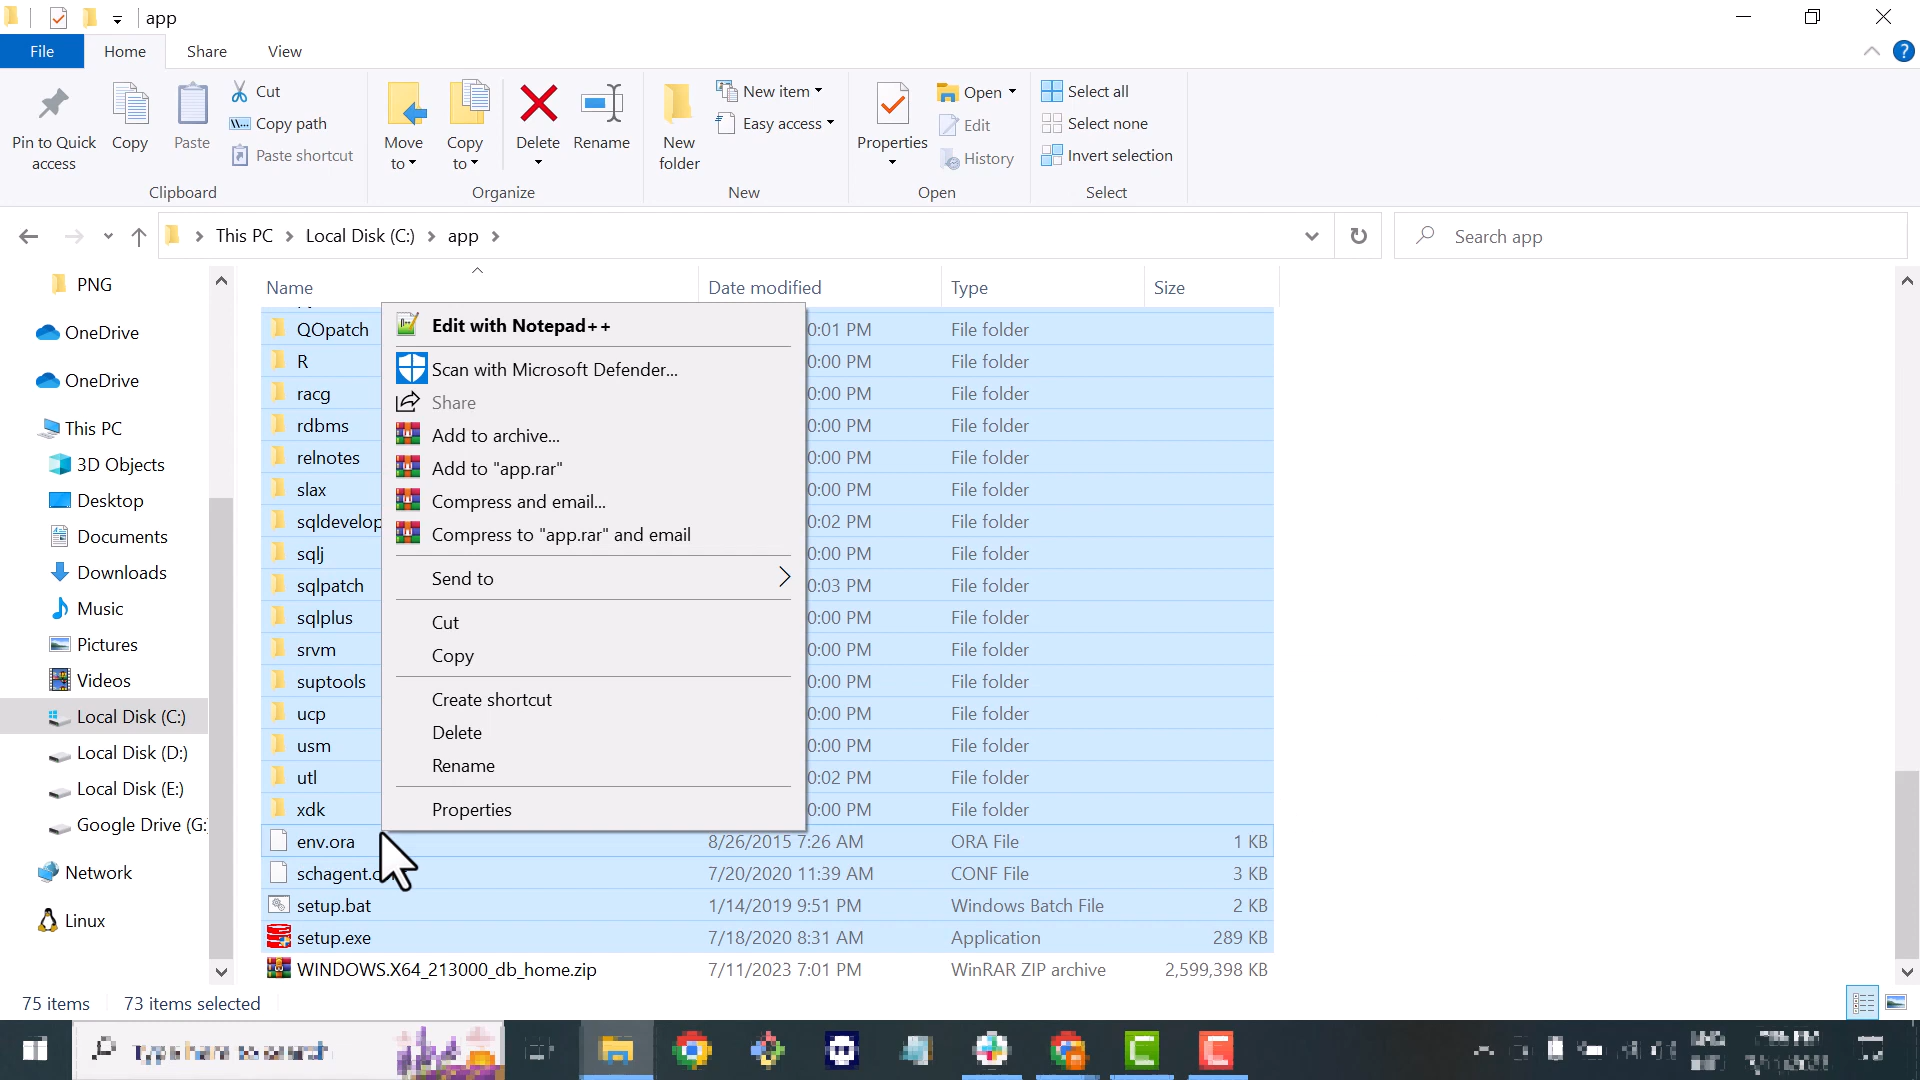 app
File Home Share View
Pin to Quick access
Copy
Paste
Cut
Copy path
Paste shortcut
Clipboard
Move to
Copy to
Delete
Rename
Organize
New folder
New item
Easy access
New
Properties
Open
Edit
History
Open
Select all
Select none
Invert selection
Select
This PC Local Disk (C:) app
Search app
PNG
OneDrive
OneDrive
This PC
3D Objects
Desktop
Documents
Downloads
Music
Pictures
Videos
Local Disk (C:)
Local Disk (D:)
Local Disk (E:)
Google Drive (G:
Network
Linux
Name Date modified Type Size
QOpatch 0:01 PM File folder
R 0:00 PM File folder
racg 0:00 PM File folder
rdbms 0:00 PM File folder
relnotes 0:00 PM File folder
slax 0:00 PM File folder
sqldevelop 0:02 PM File folder
sqlj 0:00 PM File folder
sqlpatch 0:03 PM File folder
sqlplus 0:00 PM File folder
srvm 0:00 PM File folder
suptools 0:00 PM File folder
ucp 0:00 PM File folder
usm 0:00 PM File folder
utl 0:02 PM File folder
xdk 0:00 PM File folder
env.ora 8/26/2015 7:26 AM ORA File 1 KB
schagent.c 7/20/2020 11:39 AM CONF File 3 KB
setup.bat 1/14/2019 9:51 PM Windows Batch File 2 KB
setup.exe 7/18/2020 8:31 AM Application 289 KB
WINDOWS.X64_213000_db_home.zip 7/11/2023 7:01 PM WinRAR ZIP archive 2,599,398 KB
Edit with Notepad++
Scan with Microsoft Defender...
Share
Add to archive...
Add to "app.rar"
Compress and email...
Compress to "app.rar" and email
Send to
Cut
Copy
Create shortcut
Delete
Rename
Properties
75 items 73 items selected
Type here to search